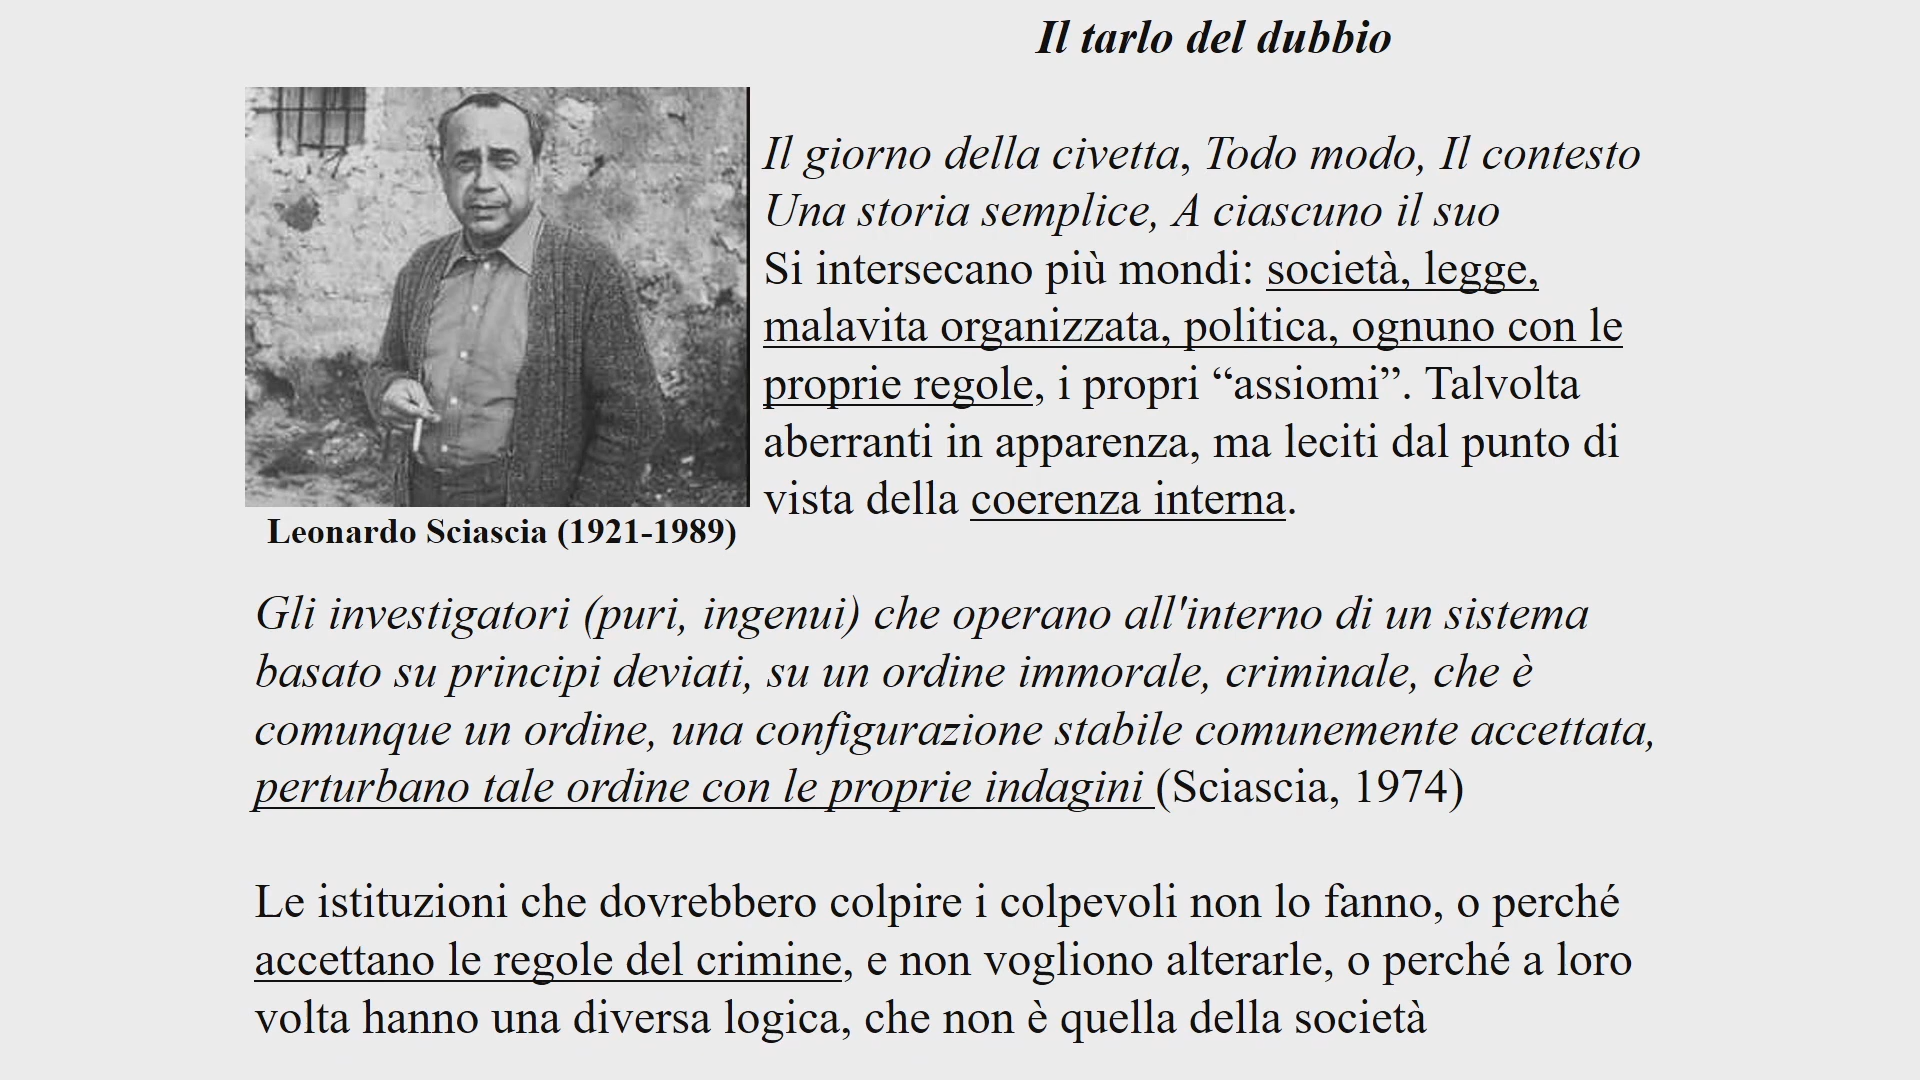 Il tarlo del dubbio
Il giorno della civetta, Todo modo, Il contesto
Una storia semplice, A ciascuno il suo
Si intersecano più mondi: società, legge,
malavita organizzata, politica, ognuno con le
proprie regole, i propri “assiomi”. Talvolta
aberranti in apparenza, ma leciti dal punto di
vista della coerenza interna.
Leonardo Sciascia (1921-1989)
Gli investigatori (puri, ingenui) che operano all'interno di un sistema
basato su principi deviati, su un ordine immorale, criminale, che è
comunque un ordine, una configurazione stabile comunemente accettata,
perturbano tale ordine con le proprie indagini (Sciascia, 1974)
Le istituzioni che dovrebbero colpire i colpevoli non lo fanno, o perché
accettano le regole del crimine, e non vogliono alterarle, o perché a loro
volta hanno una diversa logica, che non è quella della società